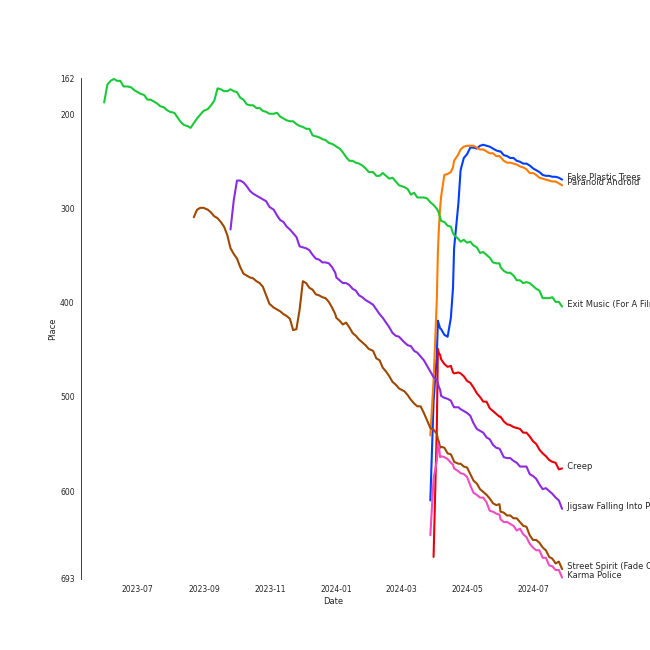 162
200
300
400
500
600
693
Place
2023-07
2023-09
2023-11
2024-01
2024-03
2024-05
2024-07
Date
Fake Plastic Trees
Paranoid Android
Exit Music (For A Fil
Creep
Jigsaw Falling Into P
Street Spirit (Fade O
Karma Police